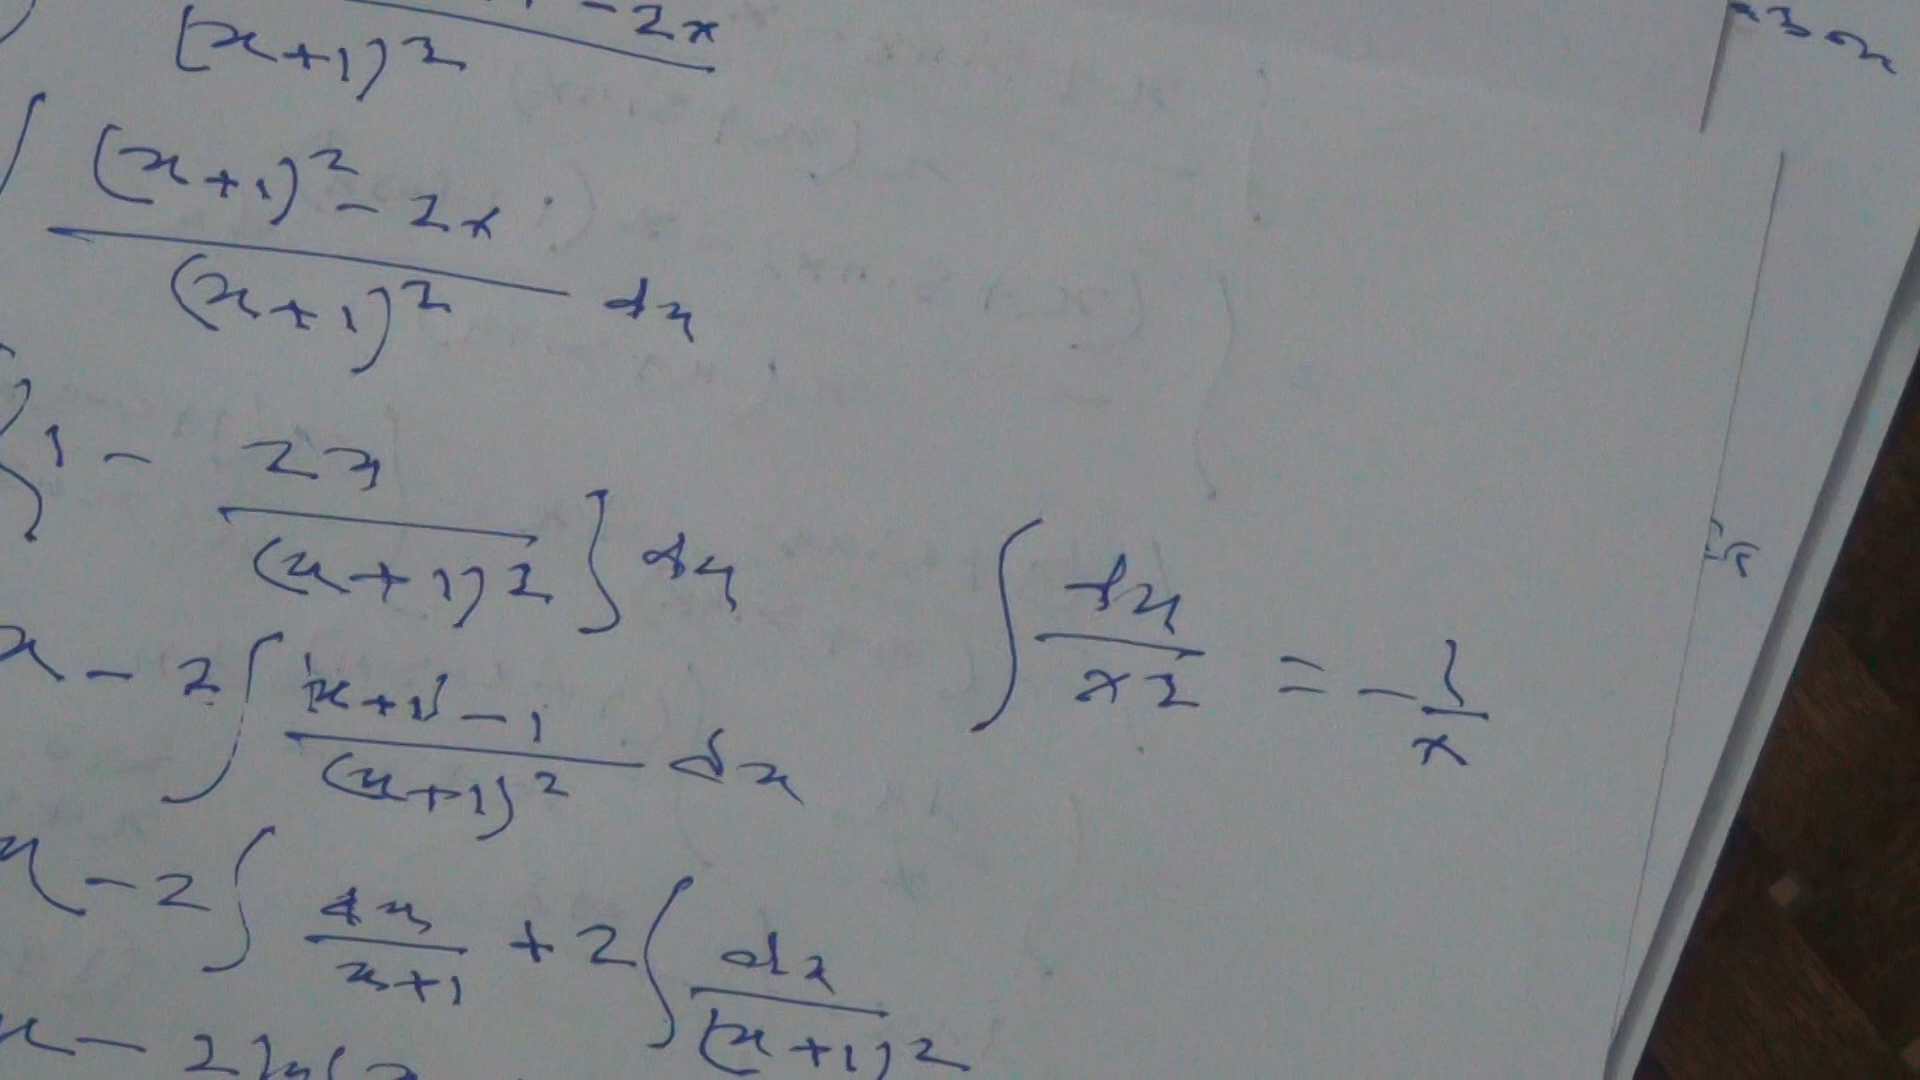 - 2x
(x+1)²
∫ ((x+1)² - 2x) / (x+1)² dx
{1 - 2x / (x+1)²} dx
x - 2 ∫ ((x+1) - 1) / (x+1)² dx
∫ dx / x² = - 1/x
x - 2 ∫ dx / (x+1) + 2 ∫ dx / (x+1)²
x - 2 ln(x